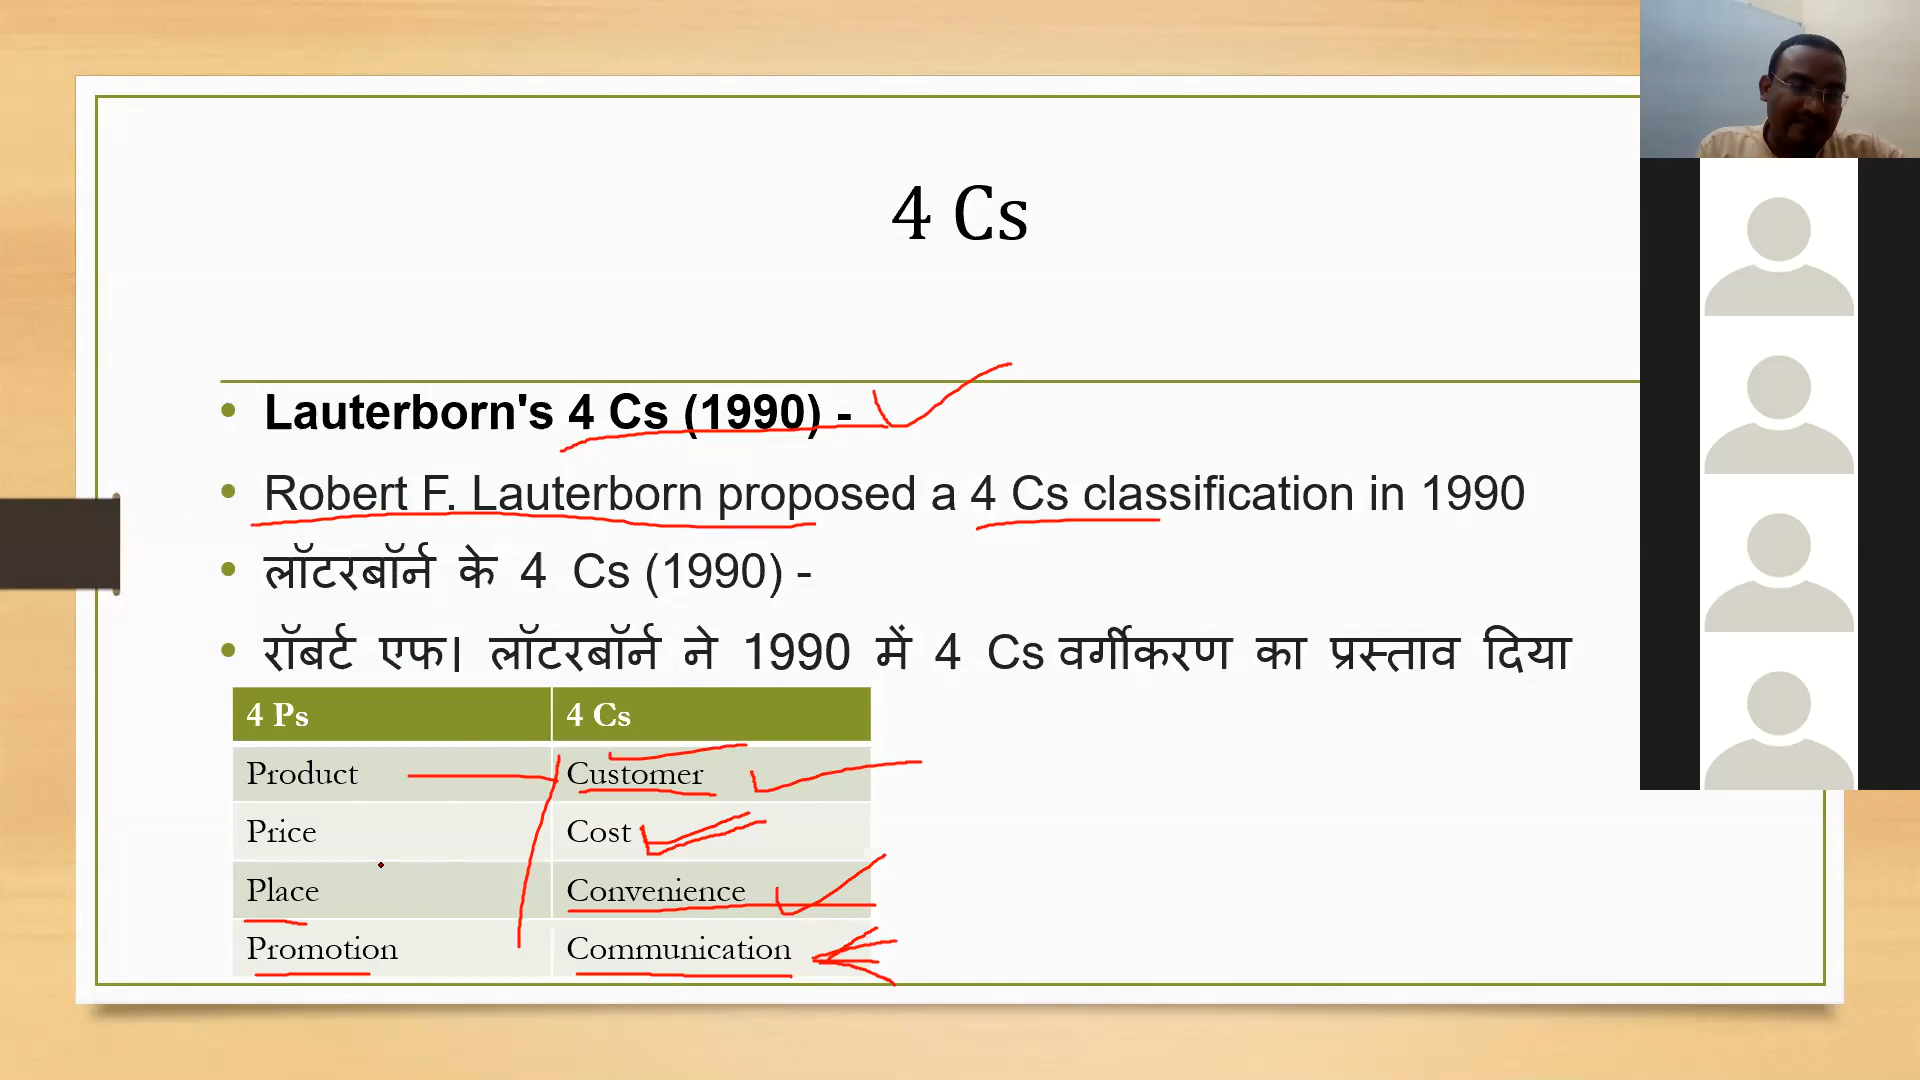 4 Cs
Lauterborn's 4 Cs (1990) -
Robert F. Lauterborn proposed a 4 Cs classification in 1990
लॉटरबॉर्न के 4 Cs (1990) -
रॉबर्ट एफ। लॉटरबॉर्न ने 1990 में 4 Cs वर्गीकरण का प्रस्ताव दिया
4 Ps 4 Cs
Product Customer
Price Cost
Place Convenience
Promotion Communication